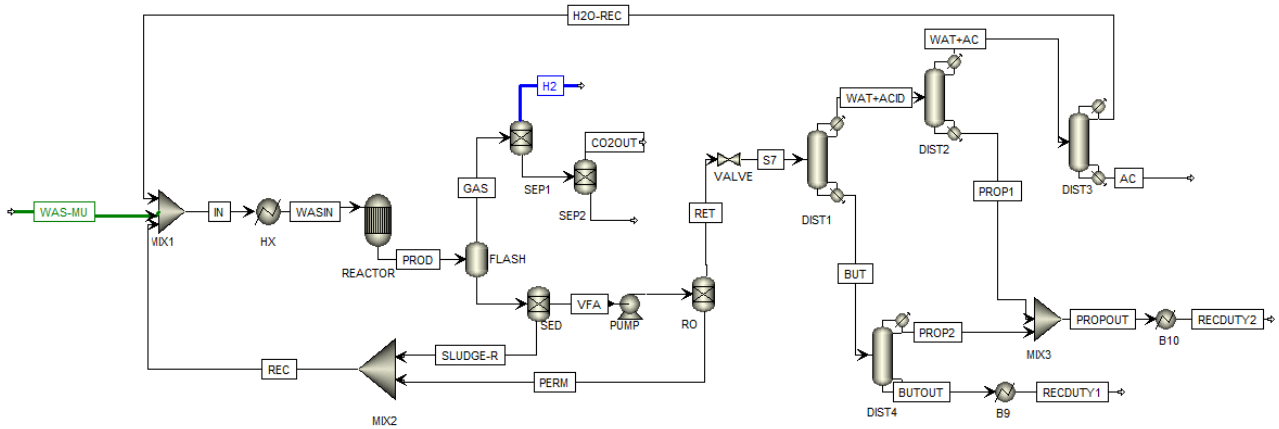 H2O-REC
WAT+AC
H2
WAT+ACID
CO2OUT
DIST2
VALVE
S7
SEP1
DIST3
AC
GAS
SEP2
DIST1
PROP1
WAS-MU
IN
WASIN
RET
MIX1
HX
REACTOR
PROD
FLASH
BUT
VFA
SED
PUMP
RO
PROP2
PROPOUT
RECDUTY2
MIX3
B10
SLUDGE-R
REC
PERM
DIST4
BUTOUT
RECDUTY1
B9
MIX2